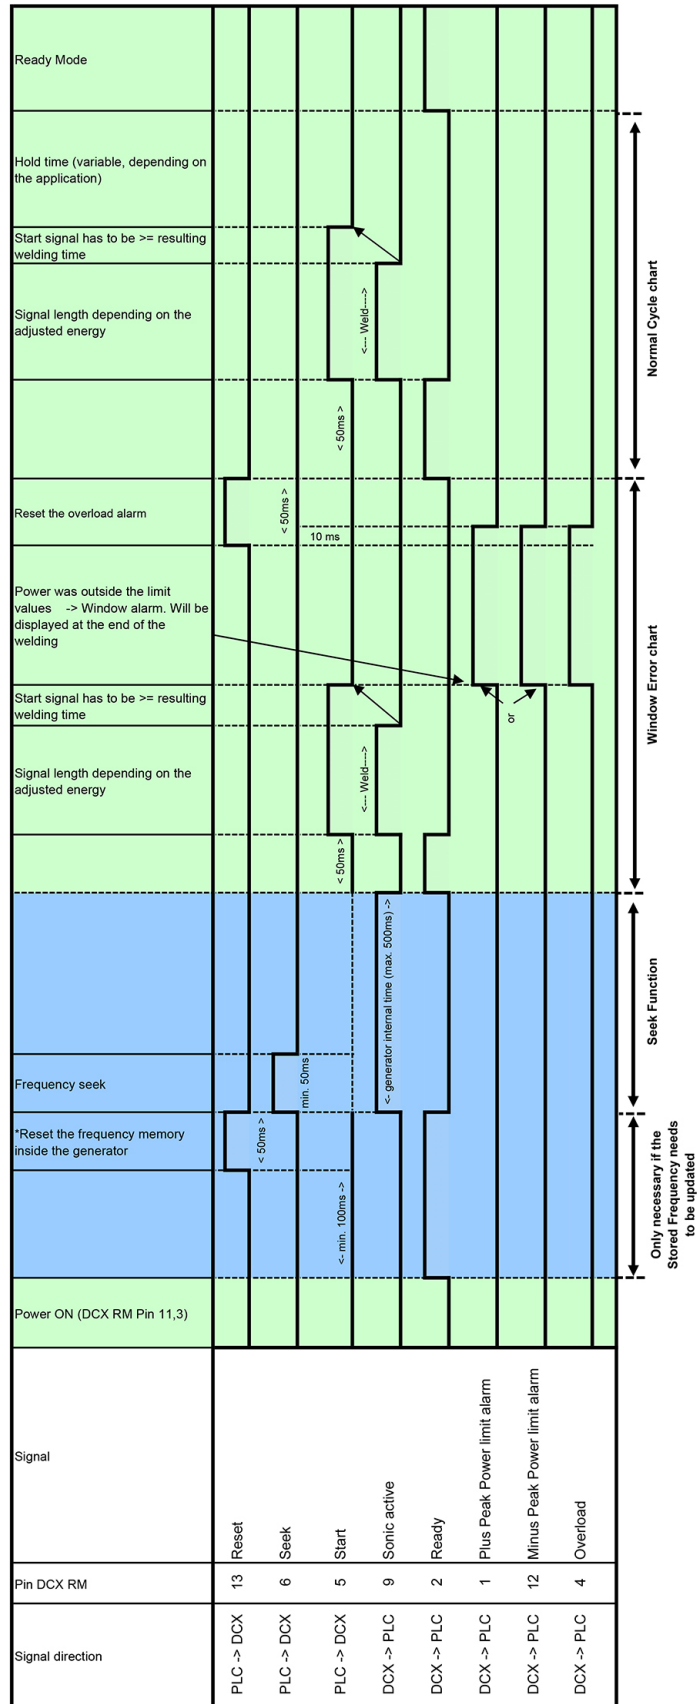 Ready Mode
Hold time (variable, depending on
the application)
Start signal has to be >= resulting
welding time
Signal length depending on the
adjusted energy
<--- Weld---->
< 50ms >
Normal Cycle chart
Reset the overload alarm
< 50ms >
10 ms
Power was outside the limit
values -> Window alarm. Will be
displayed at the end of the
welding
Start signal has to be >= resulting
welding time
or
Signal length depending on the
adjusted energy
<--- Weld---->
< 50ms >
Window Error chart
<- generator internal time (max. 500ms) ->
Seek Function
Frequency seek
min. 50ms
*Reset the frequency memory
inside the generator
< 50ms >
<- min. 100ms ->
Only necessary if the
Stored Frequency needs
to be updated
Power ON (DCX RM Pin 11,3)
Signal
Reset
Seek
Start
Sonic active
Ready
Plus Peak Power limit alarm
Minus Peak Power limit alarm
Overload
Pin DCX RM
13
6
5
9
2
1
12
4
Signal direction
PLC -> DCX
PLC -> DCX
PLC -> DCX
DCX -> PLC
DCX -> PLC
DCX -> PLC
DCX -> PLC
DCX -> PLC